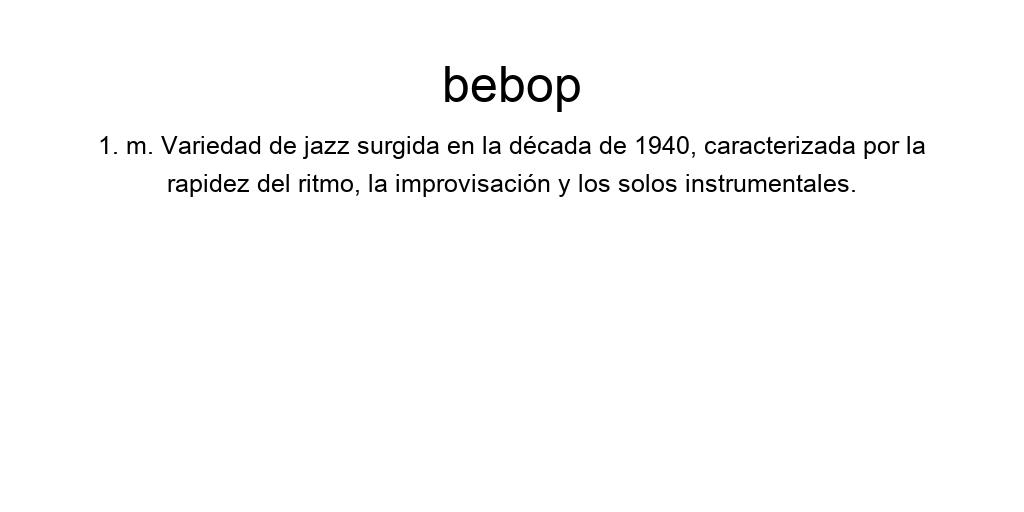 bebop
1. m. Variedad de jazz surgida en la década de 1940, caracterizada por la
rapidez del ritmo, la improvisación y los solos instrumentales.